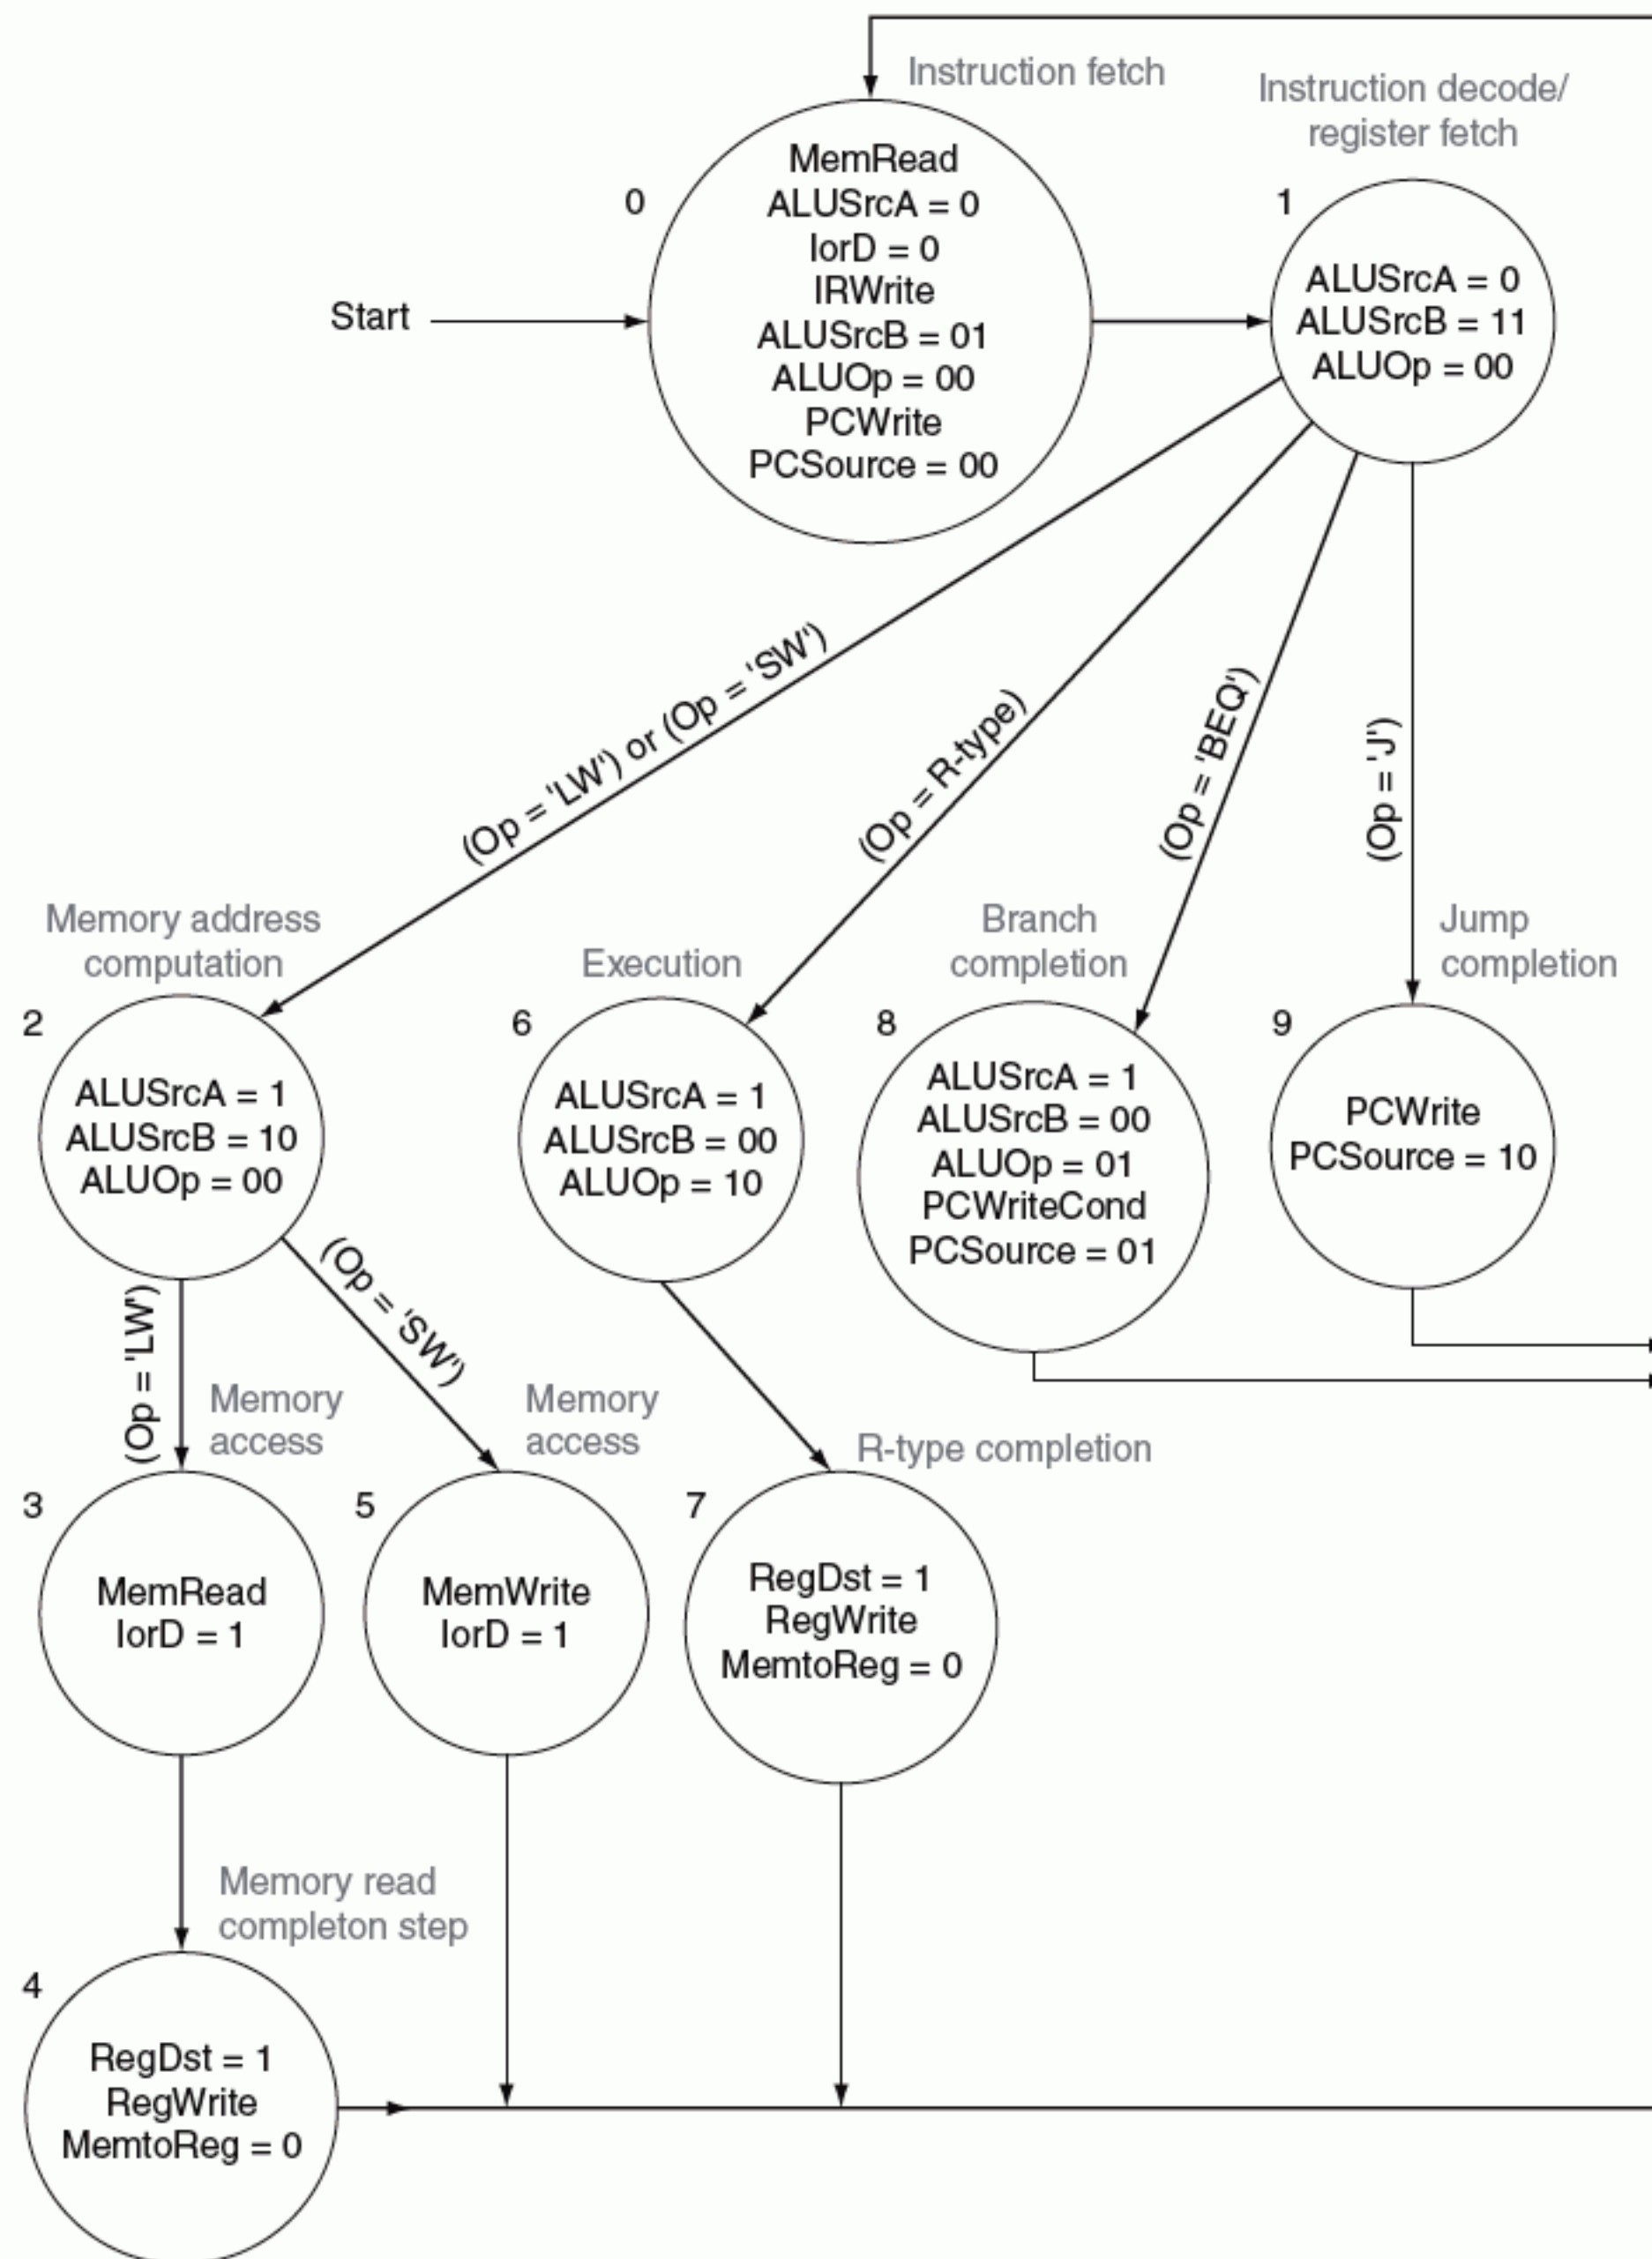 Instruction fetch
Instruction decode/
register fetch
0
MemRead
ALUSrcA = 0
IorD = 0
IRWrite
ALUSrcB = 01
ALUOp = 00
PCWrite
PCSource = 00
1
ALUSrcA = 0
ALUSrcB = 11
ALUOp = 00
Start
(Op = 'LW') or (Op = 'SW')
(Op = R-type)
(Op = 'BEQ')
(Op = 'J')
Memory address
computation
Execution
Branch
completion
Jump
completion
2
ALUSrcA = 1
ALUSrcB = 10
ALUOp = 00
6
ALUSrcA = 1
ALUSrcB = 00
ALUOp = 10
8
ALUSrcA = 1
ALUSrcB = 00
ALUOp = 01
PCWriteCond
PCSource = 01
9
PCWrite
PCSource = 10
(Op = 'LW')
(Op = 'SW')
Memory
access
Memory
access
R-type completion
3
MemRead
IorD = 1
5
MemWrite
IorD = 1
7
RegDst = 1
RegWrite
MemtoReg = 0
Memory read
completon step
4
RegDst = 1
RegWrite
MemtoReg = 0